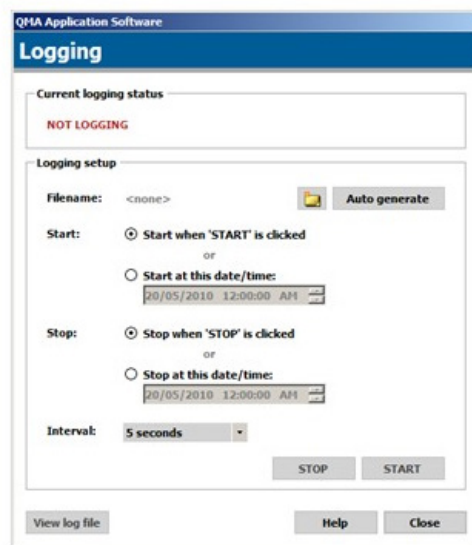 QMA Application Software
Logging
Current logging status
NOT LOGGING
Logging setup
Filename: <none> Auto generate
Start: Start when 'START' is clicked
or
Start at this date/time:
20/05/2010 12:00:00 AM
Stop: Stop when 'STOP' is clicked
or
Stop at this date/time:
20/05/2010 12:00:00 AM
Interval: 5 seconds
STOP START
View log file Help Close